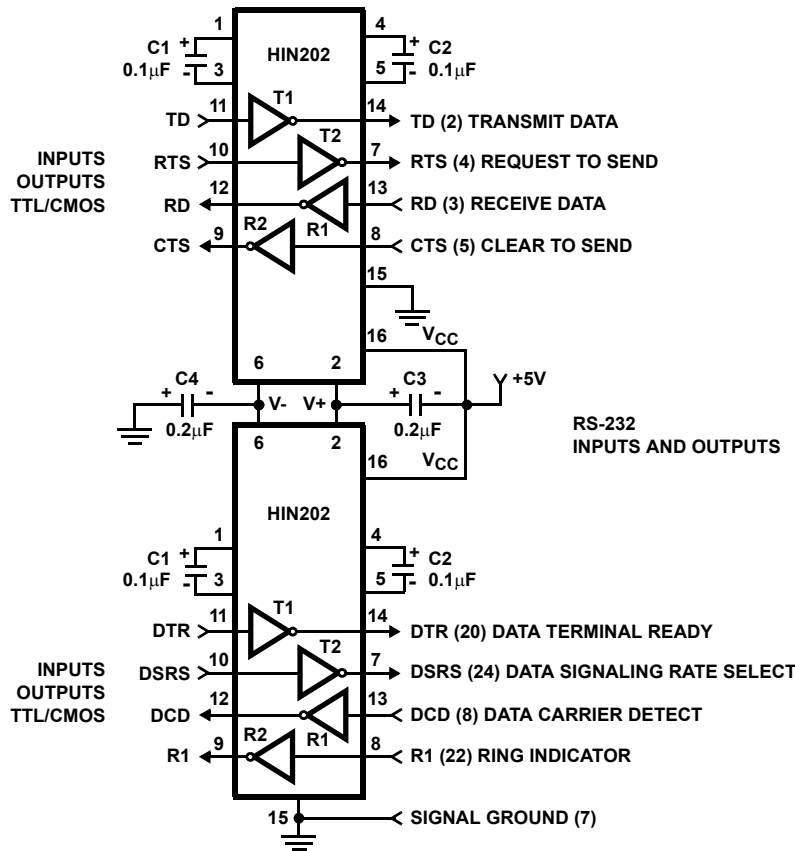 1 4
C1 + HIN202 + C2
0.1µF - 3 5 - 0.1µF
11 T1 14
TD TD (2) TRANSMIT DATA
INPUTS 10 T2 7
RTS RTS (4) REQUEST TO SEND
OUTPUTS 12 13
TTL/CMOS RD RD (3) RECEIVE DATA
9 R2 R1 8
CTS CTS (5) CLEAR TO SEND
15
16 VCC
6 2
C4 C3 +5V
+ - V- V+ + -
0.2µF 0.2µF RS-232
6 2 INPUTS AND OUTPUTS
16 VCC
HIN202
1 4
C1 + + C2
0.1µF - 3 5 - 0.1µF
11 T1 14
DTR DTR (20) DATA TERMINAL READY
INPUTS 10 T2 7
DSRS DSRS (24) DATA SIGNALING RATE SELECT
OUTPUTS 12 13
TTL/CMOS DCD DCD (8) DATA CARRIER DETECT
9 R2 R1 8
R1 R1 (22) RING INDICATOR
15 SIGNAL GROUND (7)